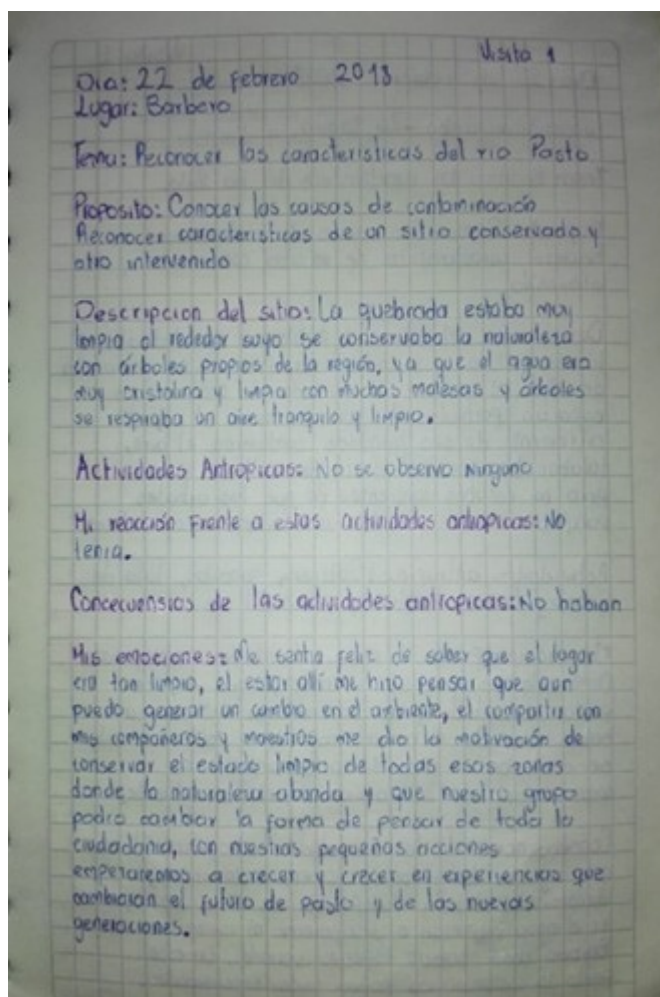 Visita 1
Dia: 22 de febrero 2018
Lugar: Barbero
Tema: Reconocer las caracteristicas del rio Pasto
Proposito: Conocer las causas de contaminación
Reconocer caracteristicas de un sitio conservado y
otro intervenido
Descripcion del sitio: La quebrada estaba muy
limpia al rededor suyo se conservaba la naturaleza
con árboles propios de la región, ya que el agua era
muy cristalina y limpia con muchas malesas y árboles
se respiraba un aire tranquilo y limpio.
Actividades Antropicas: No se observo ninguna
Mi reacción Frente a estas actividades antropicas: No
tenia.
Concecuensias de las actividades antropicas: No habian
Mis emociones: Me sentia feliz de saber que el lugar
era tan limpio, el estar allí me hizo pensar que aun
puedo generar un cambio en el ambiente, el compartir con
mis compañeros y maestros me dio la motivación de
conservar el estado limpio de todas esas zonas
donde la naturaleza abunda y que nuestro grupo
podra cambiar la forma de pensar de toda la
ciudadania, con nuestras pequeñas acciones
empezaremos a crecer y crecer en experiencias que
cambiaran el futuro de pasto y de las nuevas
generaciones.